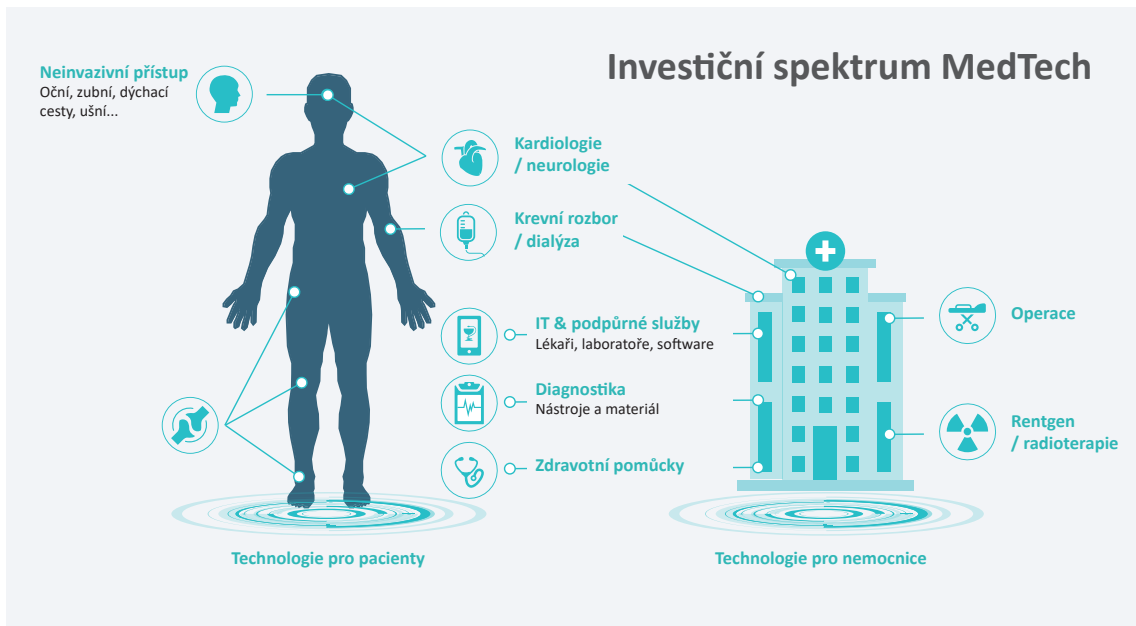 Investiční spektrum MedTech
Neinvazivní přístup
Oční, zubní, dýchací
cesty, ušní...
Kardiologie
/ neurologie
Krevní rozbor
/ dialýza
IT & podpůrné služby
Lékaři, laboratoře, software
Diagnostika
Nástroje a materiál
Zdravotní pomůcky
Operace
Rentgen
/ radioterapie
Technologie pro pacienty
Technologie pro nemocnice